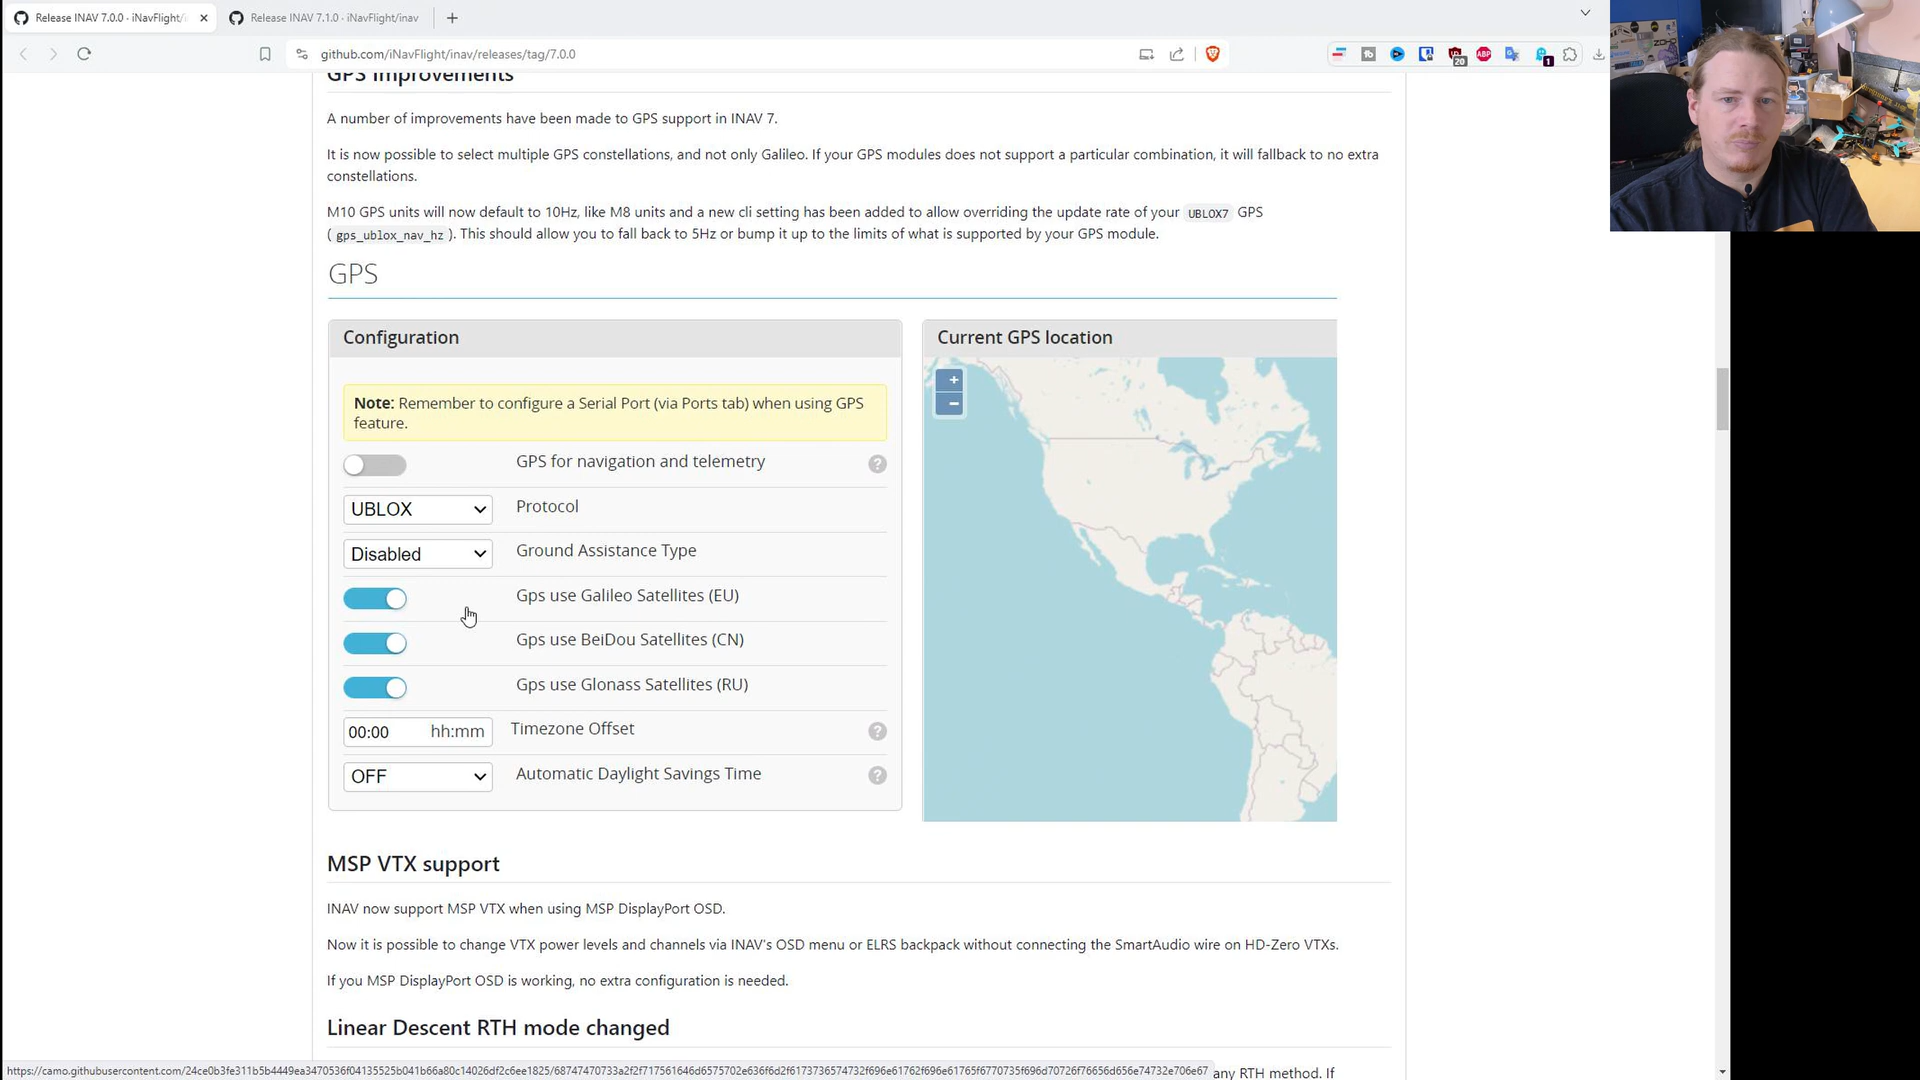 Release INAV 7.0.0 · iNavFlight/i
Release INAV 7.1.0 · iNavFlight/inav
github.com/iNavFlight/inav/releases/tag/7.0.0
20
ABP
1
GPS improvements
A number of improvements have been made to GPS support in INAV 7.
It is now possible to select multiple GPS constellations, and not only Galileo. If your GPS modules does not support a particular combination, it will fallback to no extra
constellations.
M10 GPS units will now default to 10Hz, like M8 units and a new cli setting has been added to allow overriding the update rate of your UBLOX7 GPS
( gps_ublox_nav_hz ). This should allow you to fall back to 5Hz or bump it up to the limits of what is supported by your GPS module.
GPS
Configuration
Current GPS location
Note: Remember to configure a Serial Port (via Ports tab) when using GPS
feature.
+
−
GPS for navigation and telemetry ?
UBLOX Protocol
Disabled Ground Assistance Type
Gps use Galileo Satellites (EU)
Gps use BeiDou Satellites (CN)
Gps use Glonass Satellites (RU)
00:00 hh:mm Timezone Offset ?
OFF Automatic Daylight Savings Time ?
MSP VTX support
INAV now support MSP VTX when using MSP DisplayPort OSD.
Now it is possible to change VTX power levels and channels via INAV's OSD menu or ELRS backpack without connecting the SmartAudio wire on HD-Zero VTXs.
If you MSP DisplayPort OSD is working, no extra configuration is needed.
Linear Descent RTH mode changed
any RTH method. If